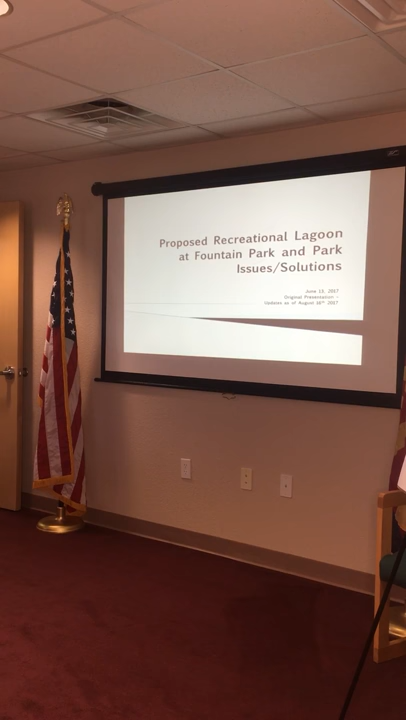 Proposed Recreational Lagoon
at Fountain Park and Park
Issues/Solutions
June 13, 2017
Original Presentation –
Updates as of August 16th 2017